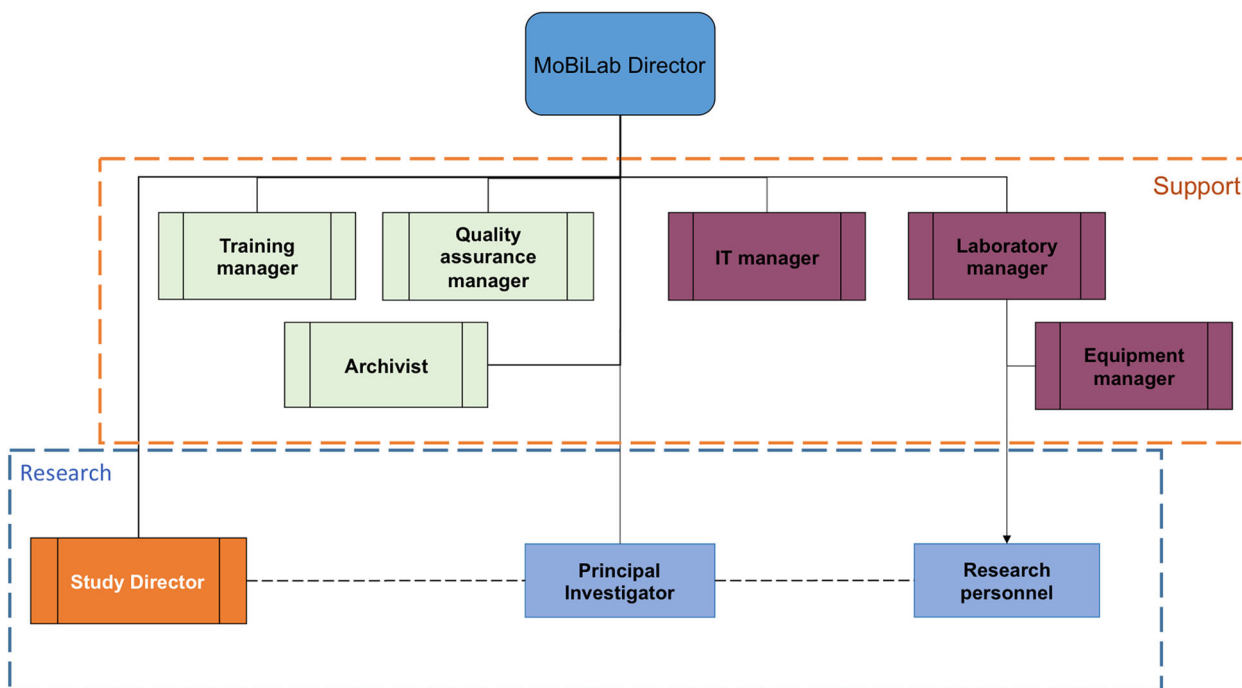 MoBiLab Director
Support
Training
manager
Quality
assurance
manager
IT manager
Laboratory
manager
Archivist
Equipment
manager
Research
Study Director
Principal
Investigator
Research
personnel